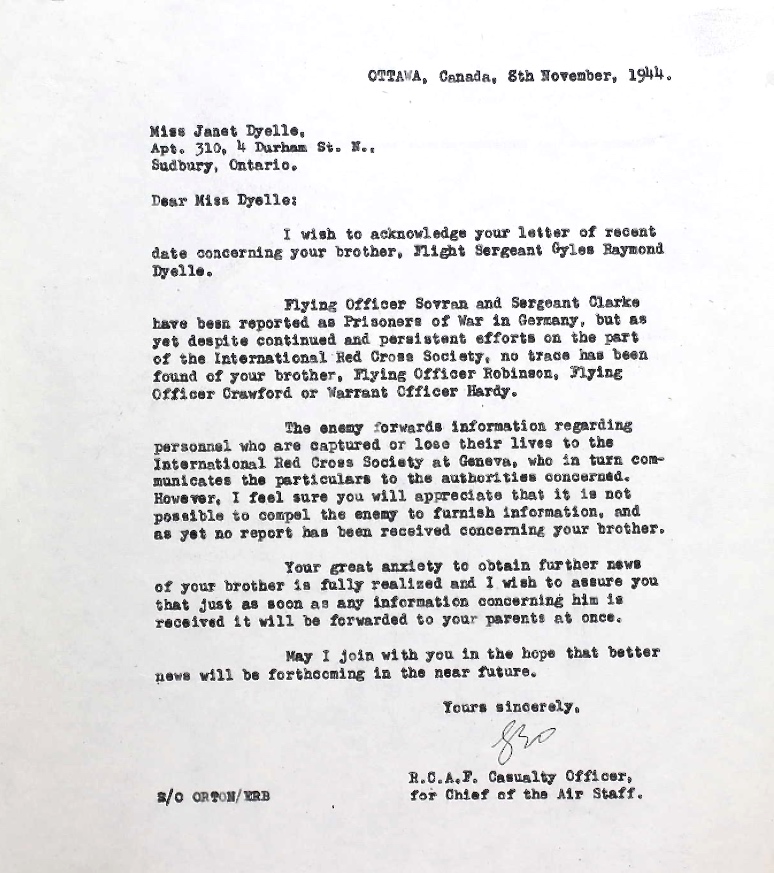 OTTAWA, Canada, 8th November, 1944.
Miss Janet Dyelle,
Apt. 310, 4 Durham St. N.,
Sudbury, Ontario.
Dear Miss Dyelle:
I wish to acknowledge your letter of recent
date concerning your brother, Flight Sergeant Gyles Raymond
Dyelle.
Flying Officer Sovran and Sergeant Clarke
have been reported as Prisoners of War in Germany, but as
yet despite continued and persistent efforts on the part
of the International Red Cross Society, no trace has been
found of your brother, Flying Officer Robinson, Flying
Officer Crawford or Warrant Officer Hardy.
The enemy forwards information regarding
personnel who are captured or lose their lives to the
International Red Cross Society at Geneva, who in turn com-
municates the particulars to the authorities concerned.
However, I feel sure you will appreciate that it is not
possible to compel the enemy to furnish information, and
as yet no report has been received concerning your brother.
Your great anxiety to obtain further news
of your brother is fully realized and I wish to assure you
that just as soon as any information concerning him is
received it will be forwarded to your parents at once.
May I join with you in the hope that better
news will be forthcoming in the near future.
Yours sincerely,
R.C.A.F. Casualty Officer,
for Chief of the Air Staff.
S/O ORTON/ERB